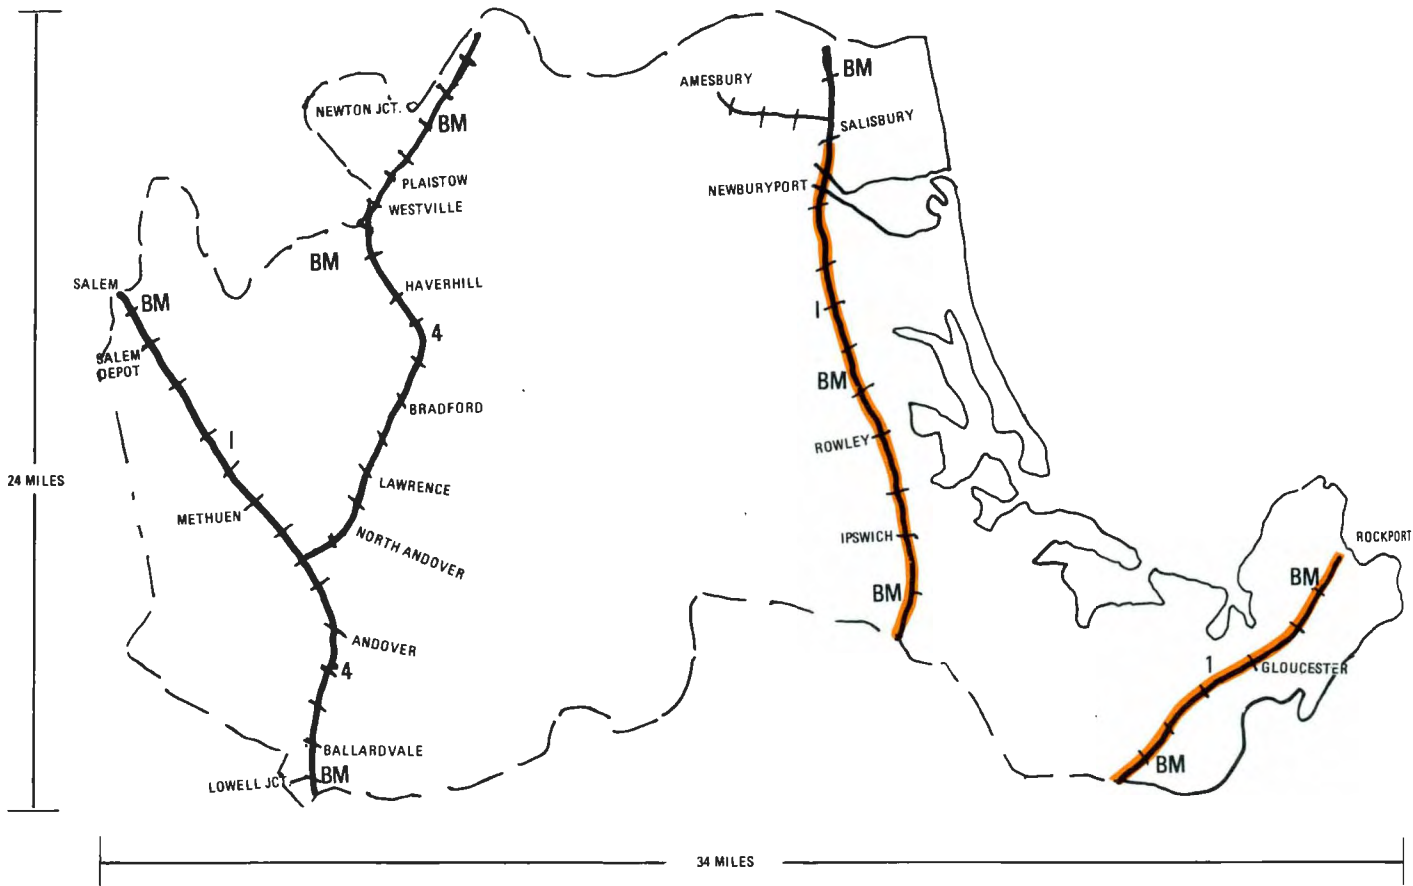 BM
AMESBURY
NEWTON JCT.
BM
SALISBURY
PLAISTOW
NEWBURYPORT
WESTVILLE
BM
SALEM
HAVERHILL
BM
1
4
SALEM
DEPOT
BM
BRADFORD
1
ROWLEY
24 MILES
LAWRENCE
METHUEN
NORTH ANDOVER
IPSWICH
ROCKPORT
BM
BM
ANDOVER
4
1
GLOUCESTER
BALLARDVALE
BM
LOWELL JCT.
BM
34 MILES